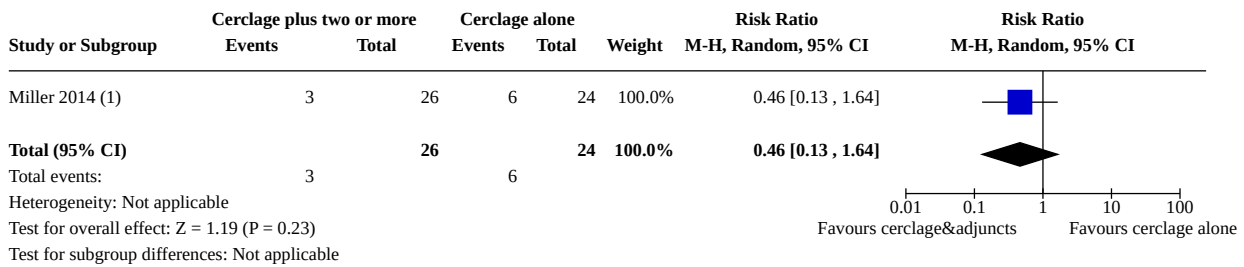 Cerclage plus two or more Cerclage alone Risk Ratio Risk Ratio
Study or Subgroup Events Total Events Total Weight M-H, Random, 95% CI M-H, Random, 95% CI
Miller 2014 (1) 3 26 6 24 100.0% 0.46 [0.13 , 1.64]
Total (95% CI) 26 24 100.0% 0.46 [0.13 , 1.64]
Total events: 3 6
Heterogeneity: Not applicable 0.01 0.1 1 10 100
Test for overall effect: Z = 1.19 (P = 0.23) Favours cerclage&adjuncts Favours cerclage alone
Test for subgroup differences: Not applicable